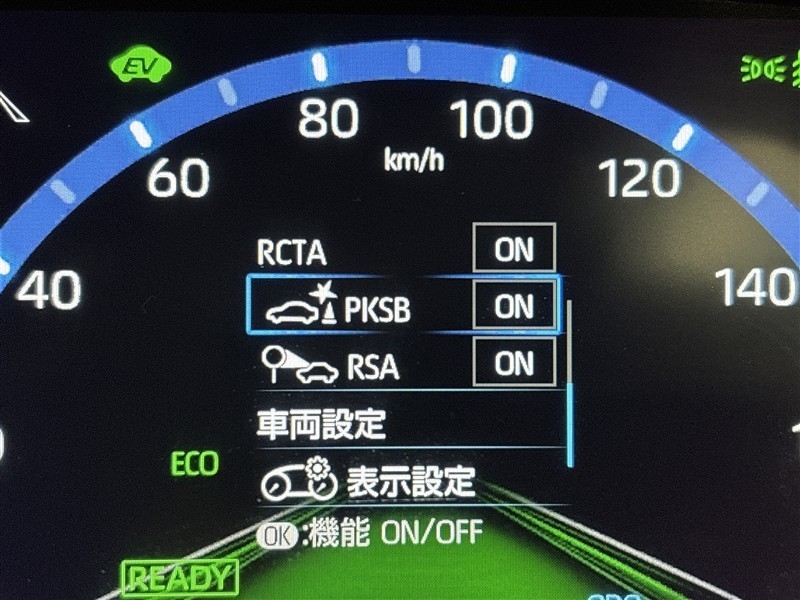 EV
80
100
km/h
60
120
40
140
RCTA ON
PKSB ON
RSA ON
車両設定
ECO
表示設定
OK:機能 ON/OFF
READY